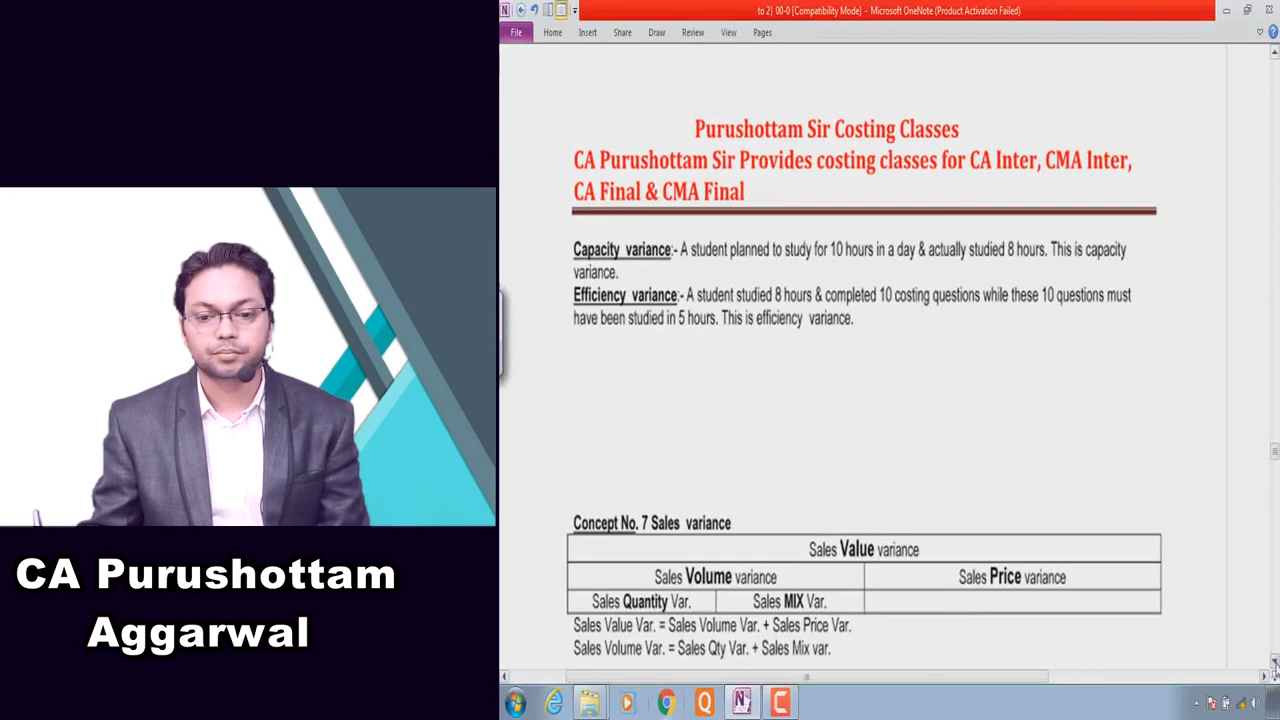 to 2) 00-0 [Compatibility Mode] - Microsoft OneNote (Product Activation Failed)
File Home Insert Share Draw Review View Pages
Purushottam Sir Costing Classes
CA Purushottam Sir Provides costing classes for CA Inter, CMA Inter,
CA Final & CMA Final
Capacity variance:- A student planned to study for 10 hours in a day & actually studied 8 hours. This is capacity
variance.
Efficiency variance:- A student studied 8 hours & completed 10 costing questions while these 10 questions must
have been studied in 5 hours. This is efficiency variance.
Concept No. 7 Sales variance
Sales Value variance
Sales Volume variance Sales Price variance
Sales Quantity Var. Sales MIX Var.
Sales Value Var. = Sales Volume Var. + Sales Price Var.
Sales Volume Var. = Sales Qty Var. + Sales Mix var.
CA Purushottam
Aggarwal